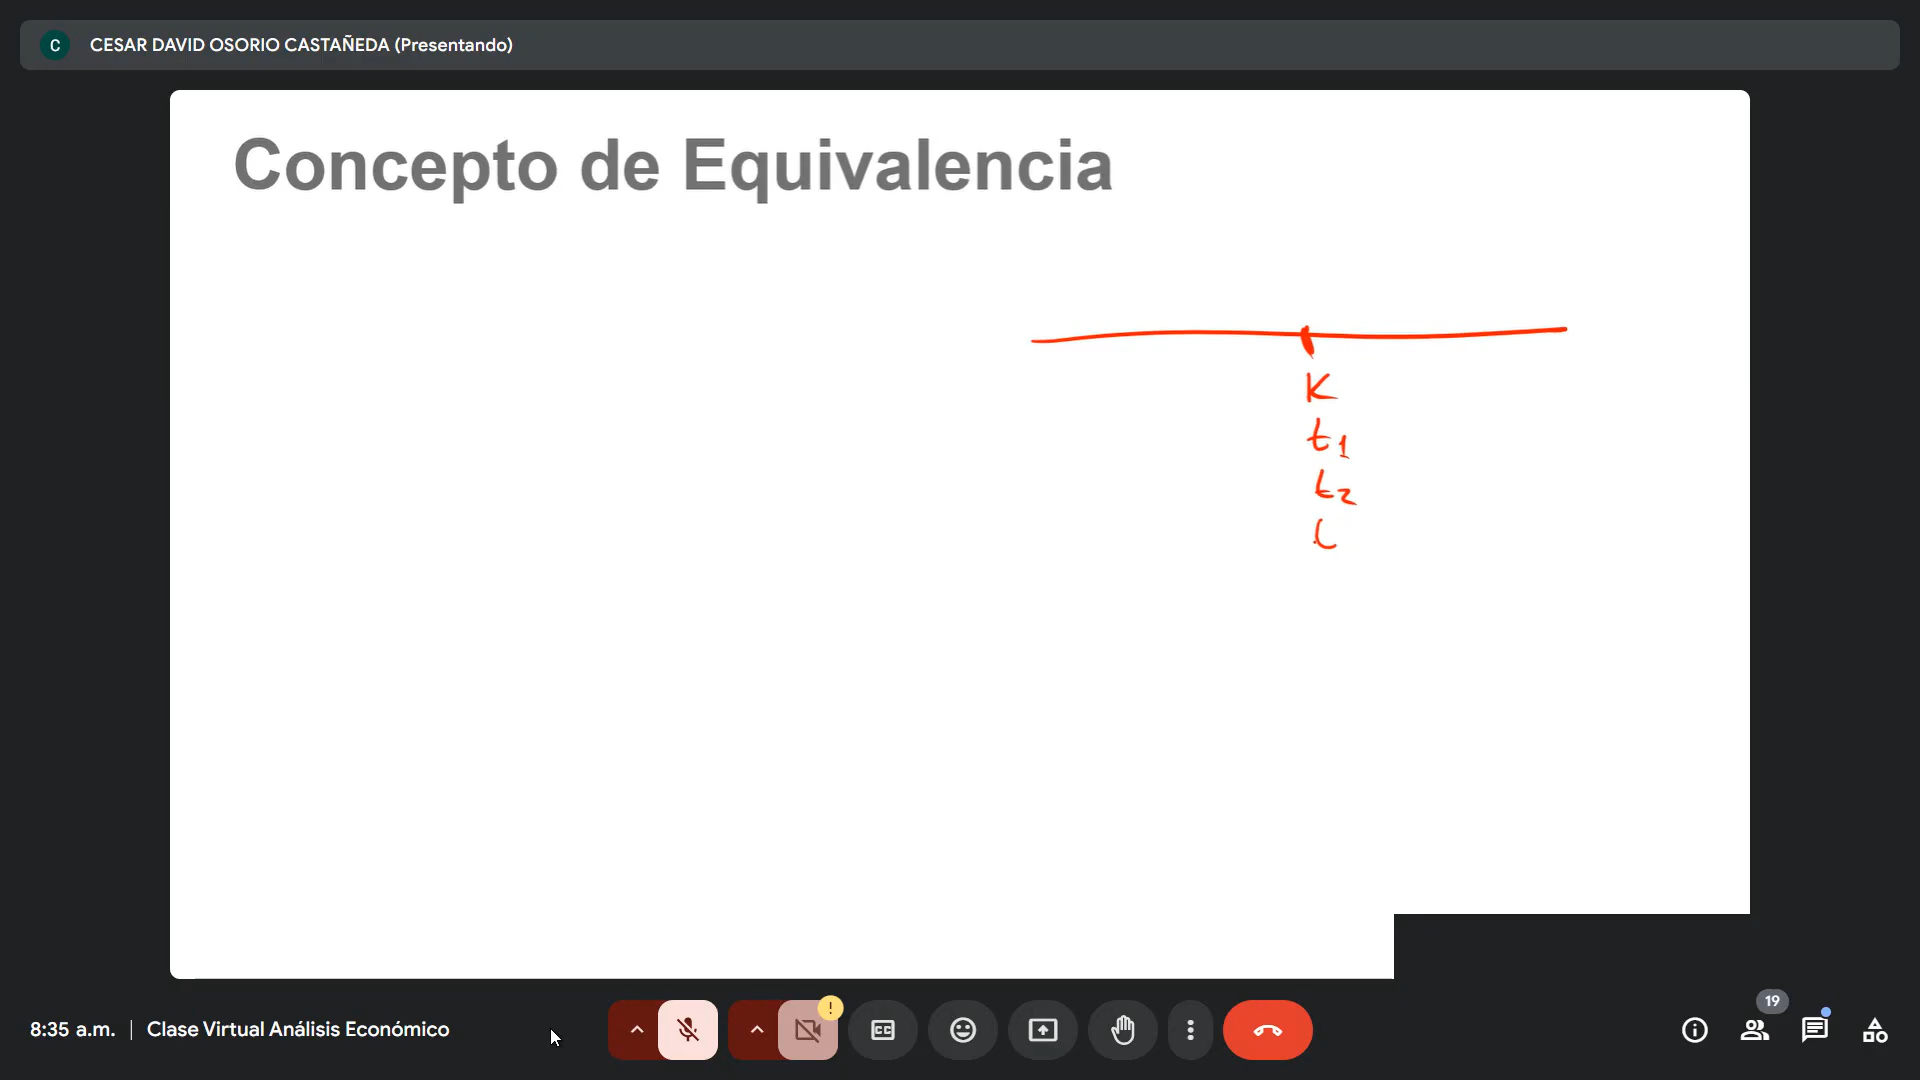 C CESAR DAVID OSORIO CASTAÑEDA (Presentando)
Concepto de Equivalencia
K
t1
t2
19
8:35 a.m. | Clase Virtual Análisis Económico